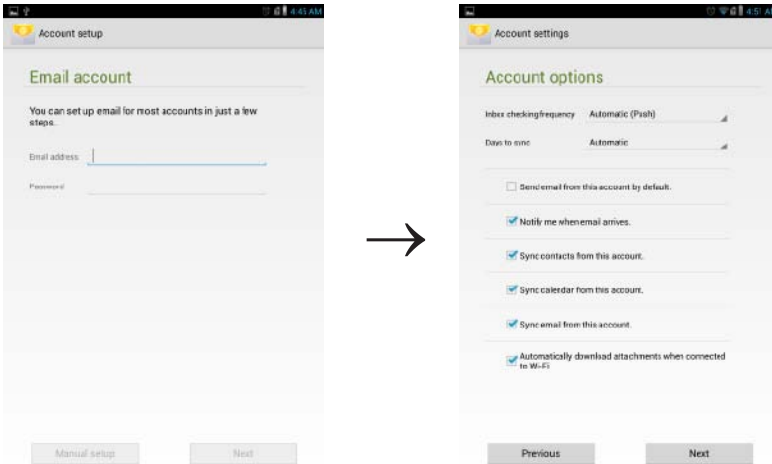 4:45 AM
Account setup
Email account
You can set up email for most accounts in just a few
steps.
Email address
Password
Manual setup
Next
→
4:51 AM
Account settings
Account options
Inbox checking frequency Automatic (Push)
Days to sync Automatic
Send email from this account by default.
Notify me when email arrives.
Sync contacts from this account.
Sync calendar from this account.
Sync email from this account.
Automatically download attachments when connected
to Wi-Fi
Previous
Next